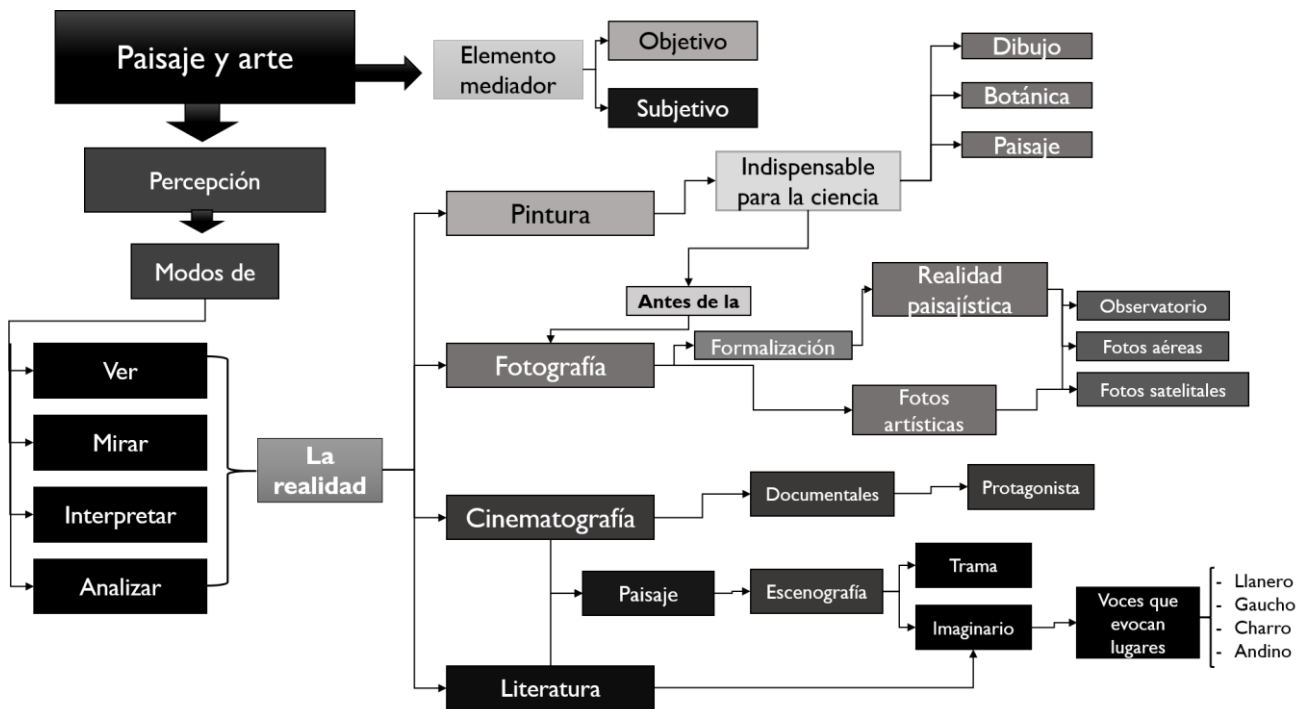 Paisaje y arte
Elemento
mediador
Objetivo
Subjetivo
Dibujo
Botánica
Paisaje
Percepción
Indispensable
para la ciencia
Pintura
Modos de
Antes de la
Realidad
paisajística
Observatorio
Formalización
Fotos aéreas
Fotografía
Ver
Fotos satelitales
Fotos
artísticas
Mirar
La
realidad
Documentales
Protagonista
Interpretar
Cinematografía
Analizar
Trama
Paisaje
Escenografía
Imaginario
Voces que
evocan
lugares
- Llanero
- Gaucho
- Charro
- Andino
Literatura